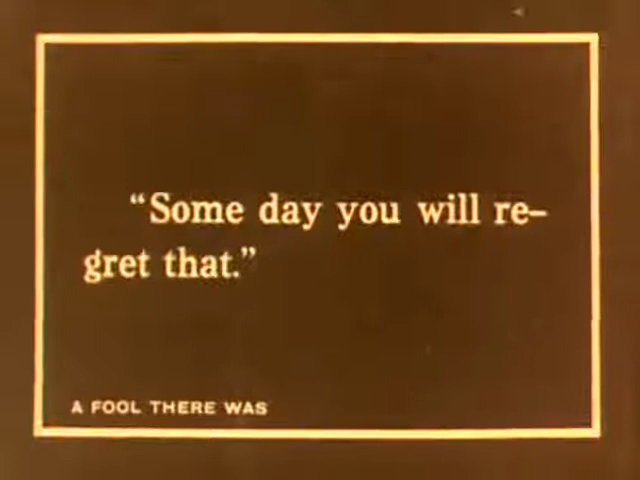 “Some day you will re–
gret that.”
A FOOL THERE WAS